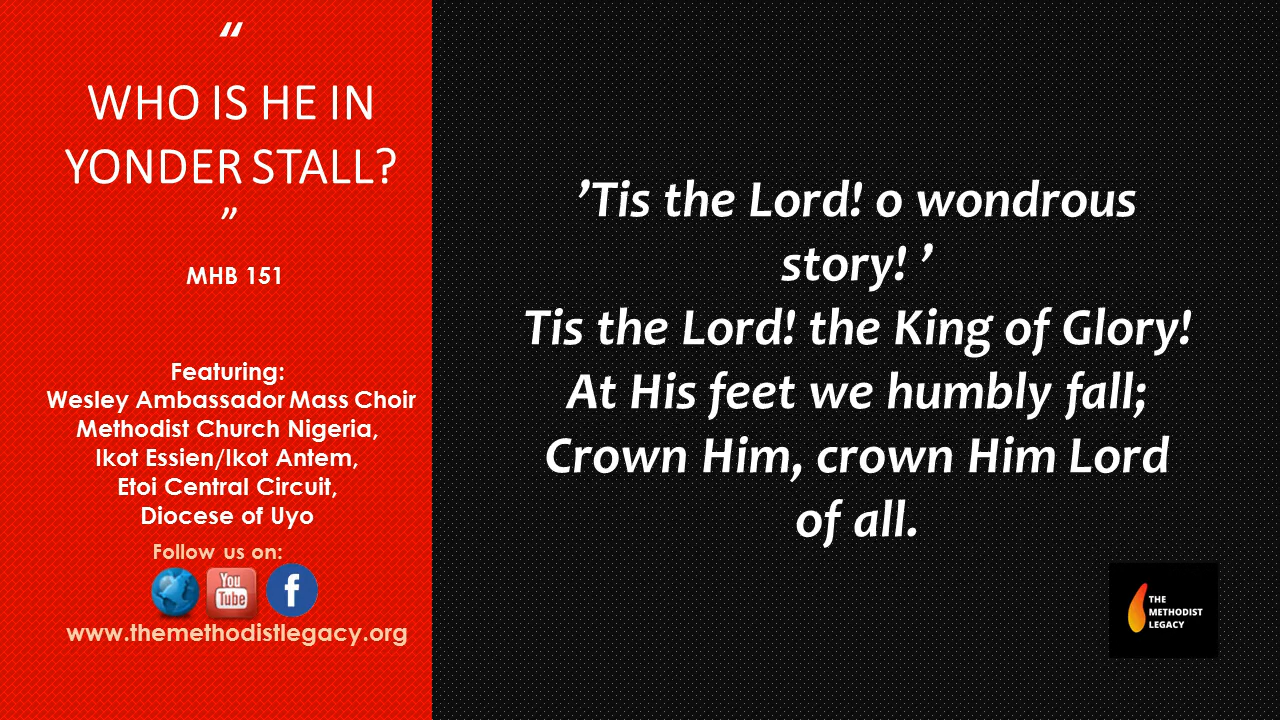 “
WHO IS HE IN
YONDER STALL?
”
MHB 151
Featuring:
Wesley Ambassador Mass Choir
Methodist Church Nigeria,
Ikot Essien/Ikot Antem,
Etoi Central Circuit,
Diocese of Uyo
Follow us on:
You
Tube
f
www.themethodistlegacy.org
’Tis the Lord! o wondrous
story! ’
Tis the Lord! the King of Glory!
At His feet we humbly fall;
Crown Him, crown Him Lord
of all.
THE
METHODIST
LEGACY